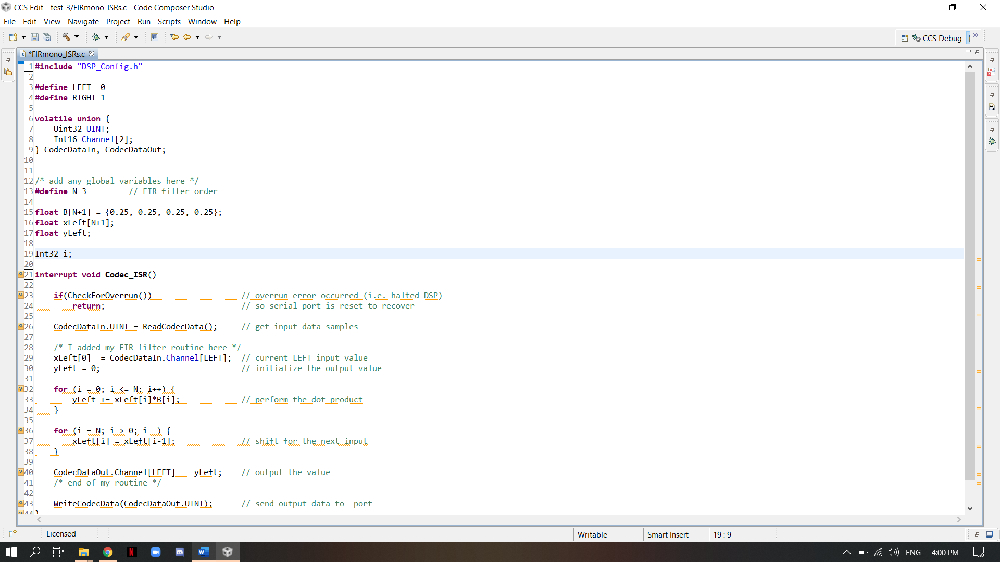 CCS Edit - test_3/FIRmono_ISRs.c - Code Composer Studio
File Edit View Navigate Project Run Scripts Window Help
CCS Debug
*FIRmono_ISRs.c
1 #include "DSP_Config.h"
2
3 #define LEFT  0
4 #define RIGHT 1
5
6 volatile union {
7     Uint32 UINT;
8     Int16 Channel[2];
9 } CodecDataIn, CodecDataOut;
10
11
12 /* add any global variables here */
13 #define N 3         // FIR filter order
14
15 float B[N+1] = {0.25, 0.25, 0.25, 0.25};
16 float xLeft[N+1];
17 float yLeft;
18
19 Int32 i;
20
21 interrupt void Codec_ISR()
22
23     if(CheckForOverrun())                   // overrun error occurred (i.e. halted DSP)
24         return;                             // so serial port is reset to recover
25
26     CodecDataIn.UINT = ReadCodecData();     // get input data samples
27
28     /* I added my FIR filter routine here */
29     xLeft[0]  = CodecDataIn.Channel[LEFT];  // current LEFT input value
30     yLeft = 0;                              // initialize the output value
31
32     for (i = 0; i <= N; i++) {
33         yLeft += xLeft[i]*B[i];             // perform the dot-product
34     }
35
36     for (i = N; i > 0; i--) {
37         xLeft[i] = xLeft[i-1];              // shift for the next input
38     }
39
40     CodecDataOut.Channel[LEFT]  = yLeft;    // output the value
41     /* end of my routine */
42
43     WriteCodecData(CodecDataOut.UINT);      // send output data to  port
44 }
Licensed Writable Smart Insert 19 : 9
ENG 4:00 PM